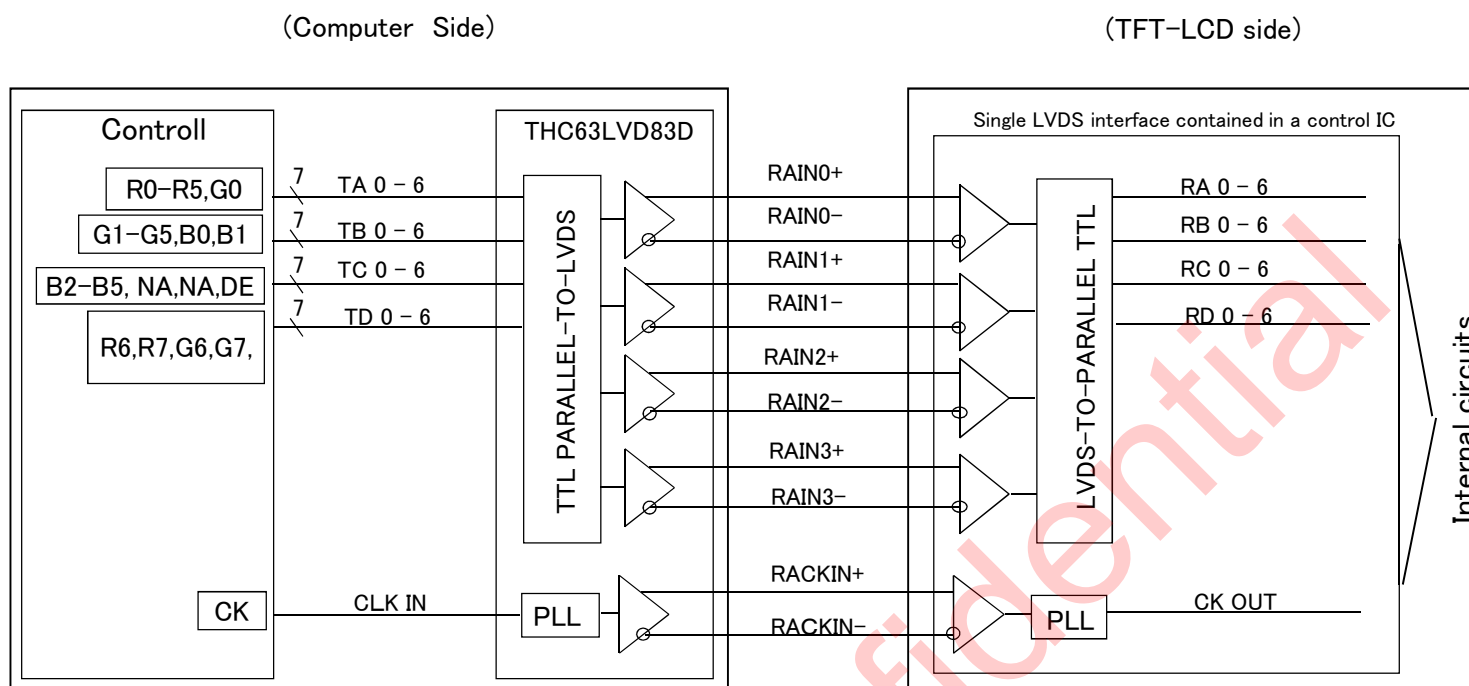 (Computer Side)
(TFT-LCD side)
Controll
THC63LVD83D
Single LVDS interface contained in a control IC
R0-R5,G0
7
TA 0 - 6
G1-G5,B0,B1
7
TB 0 - 6
B2-B5, NA,NA,DE
7
TC 0 - 6
R6,R7,G6,G7,
7
TD 0 - 6
TTL PARALLEL-TO-LVDS
RAIN0+
RAIN0-
RAIN1+
RAIN1-
RAIN2+
RAIN2-
RAIN3+
RAIN3-
LVDS-TO-PARALLEL TTL
RA 0 - 6
RB 0 - 6
RC 0 - 6
RD 0 - 6
Internal circuits
CK
CLK IN
PLL
RACKIN+
RACKIN-
PLL
CK OUT
fidential